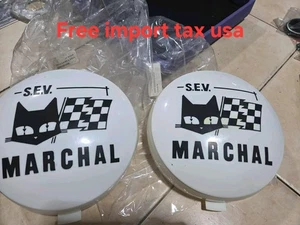 Free import tax usa
S.E.V.
MARCHAL
S.E.V.
MARCHAL